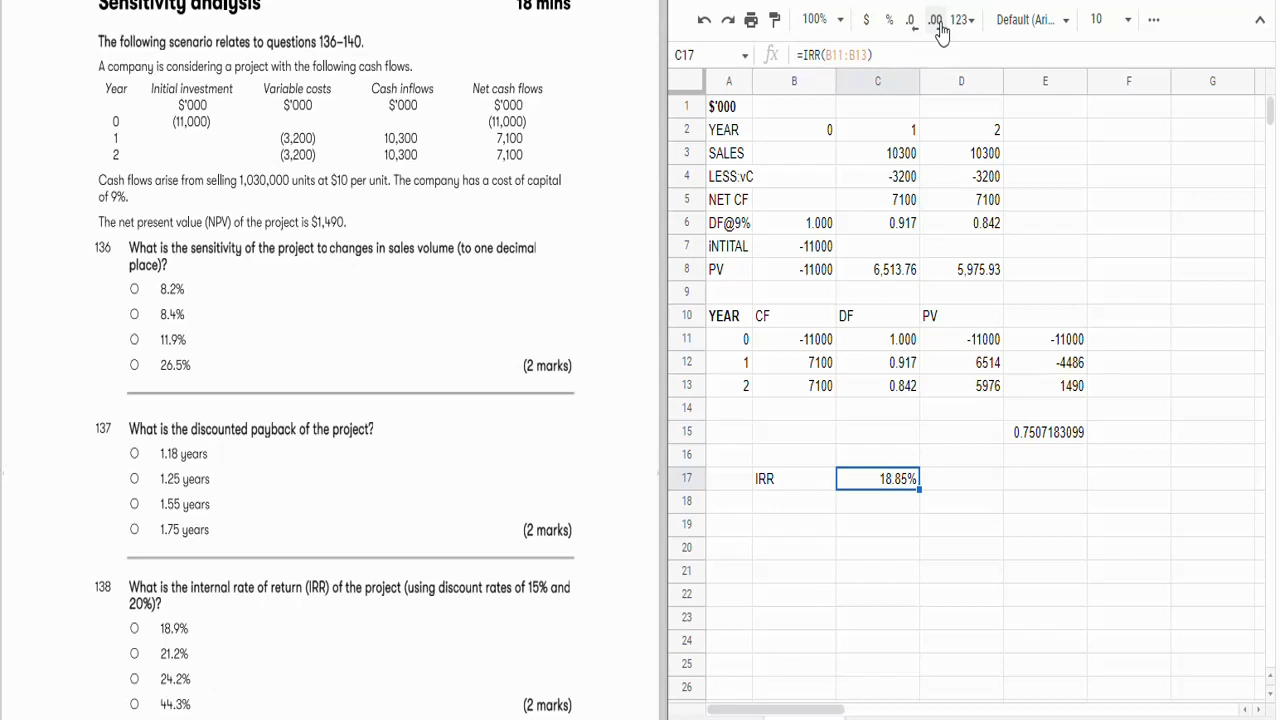 Sensitivity analysis 18 mins
The following scenario relates to questions 136–140.
A company is considering a project with the following cash flows.
Year Initial investment Variable costs Cash inflows Net cash flows
$'000 $'000 $'000 $'000
0 (11,000) (11,000)
1 (3,200) 10,300 7,100
2 (3,200) 10,300 7,100
Cash flows arise from selling 1,030,000 units at $10 per unit. The company has a cost of capital
of 9%.
The net present value (NPV) of the project is $1,490.
136 What is the sensitivity of the project to changes in sales volume (to one decimal
place)?
8.2%
8.4%
11.9%
26.5% (2 marks)
137 What is the discounted payback of the project?
1.18 years
1.25 years
1.55 years
1.75 years (2 marks)
138 What is the internal rate of return (IRR) of the project (using discount rates of 15% and
20%)?
18.9%
21.2%
24.2%
44.3% (2 marks)
100% $ % .0 .00 123 Default (Ari... 10
C17 fx =IRR(B11:B13)
A B C D E F G
1 $'000
2 YEAR 0 1 2
3 SALES 10300 10300
4 LESS:vC -3200 -3200
5 NET CF 7100 7100
6 DF@9% 1.000 0.917 0.842
7 iNTITAL -11000
8 PV -11000 6,513.76 5,975.93
9
10 YEAR CF DF PV
11 0 -11000 1.000 -11000 -11000
12 1 7100 0.917 6514 -4486
13 2 7100 0.842 5976 1490
14
15 0.7507183099
16
17 IRR 18.85%
18
19
20
21
22
23
24
25
26